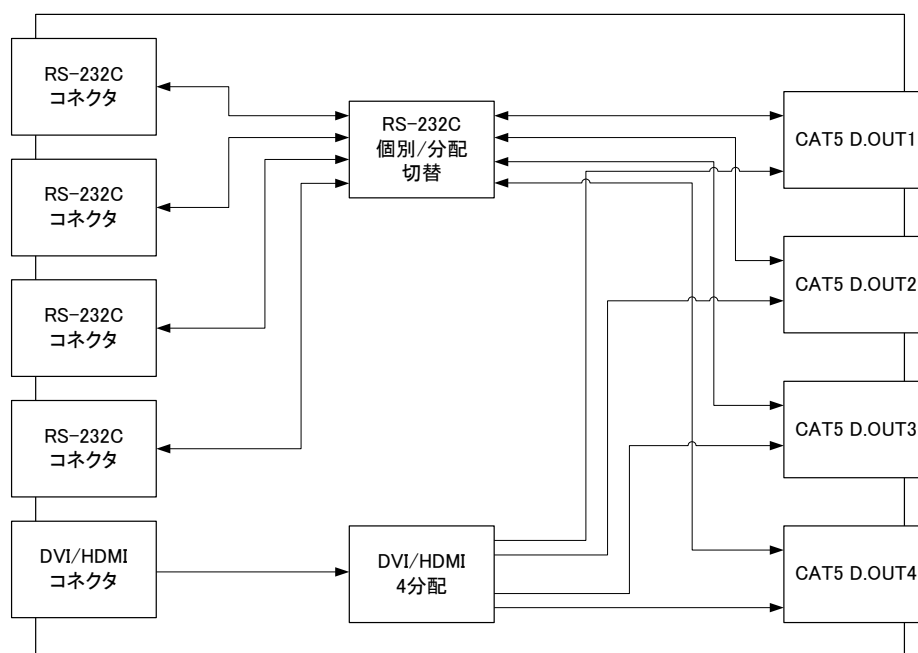 RS-232C
コネクタ
RS-232C
コネクタ
RS-232C
コネクタ
RS-232C
コネクタ
DVI/HDMI
コネクタ
RS-232C
個別/分配
切替
DVI/HDMI
4分配
CAT5 D.OUT1
CAT5 D.OUT2
CAT5 D.OUT3
CAT5 D.OUT4